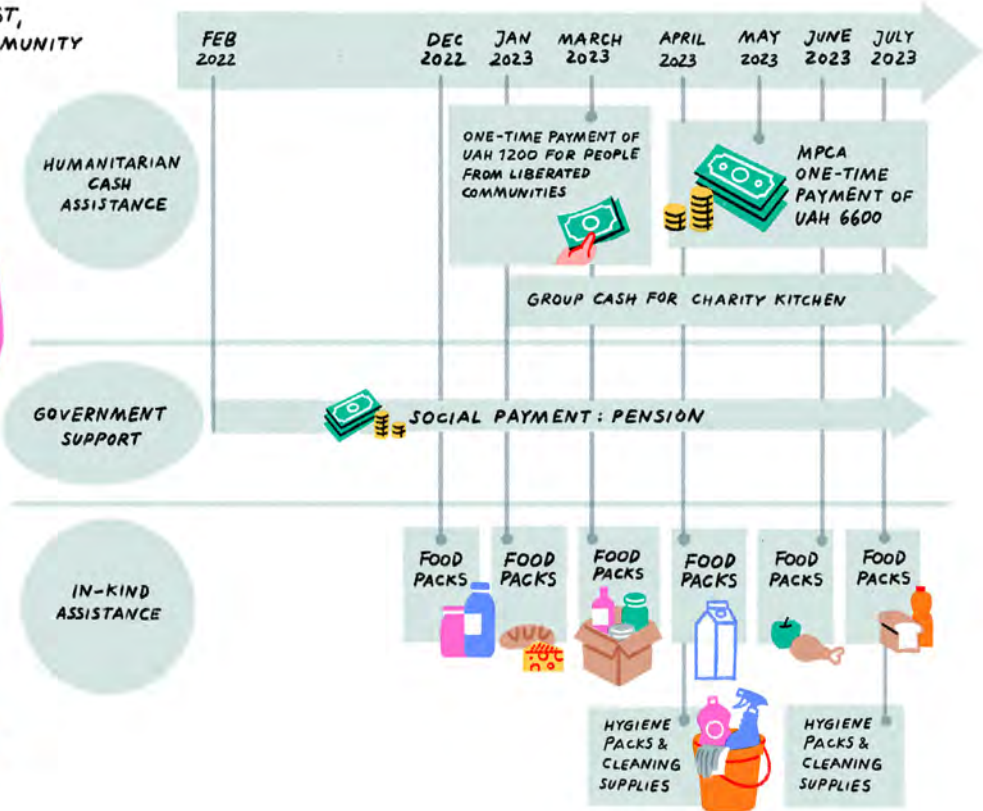 FEB
2022
DEC
2022
JAN
2023
MARCH
2023
APRIL
2023
MAY
2023
JUNE
2023
JULY
2023
HUMANITARIAN
CASH
ASSISTANCE
ONE-TIME PAYMENT OF
UAH 1200 FOR PEOPLE
FROM LIBERATED
COMMUNITIES
MPCA
ONE-TIME
PAYMENT OF
UAH 6600
GROUP CASH FOR CHARITY KITCHEN
GOVERNMENT
SUPPORT
SOCIAL PAYMENT: PENSION
IN-KIND
ASSISTANCE
FOOD
PACKS
FOOD
PACKS
FOOD
PACKS
FOOD
PACKS
FOOD
PACKS
FOOD
PACKS
HYGIENE
PACKS &
CLEANING
SUPPLIES
HYGIENE
PACKS &
CLEANING
SUPPLIES